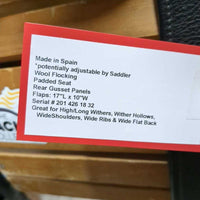 Made in Spain
*potentially adjustable by Saddler
Wool Flocking
Padded Seat
Rear Gusset Panels
Flaps: 17"L x 10"W
Serial # 201 426 18 32
Great for High/Long Withers, Wither Hollows,
WideShoulders, Wide Ribs & Wide Flat Back